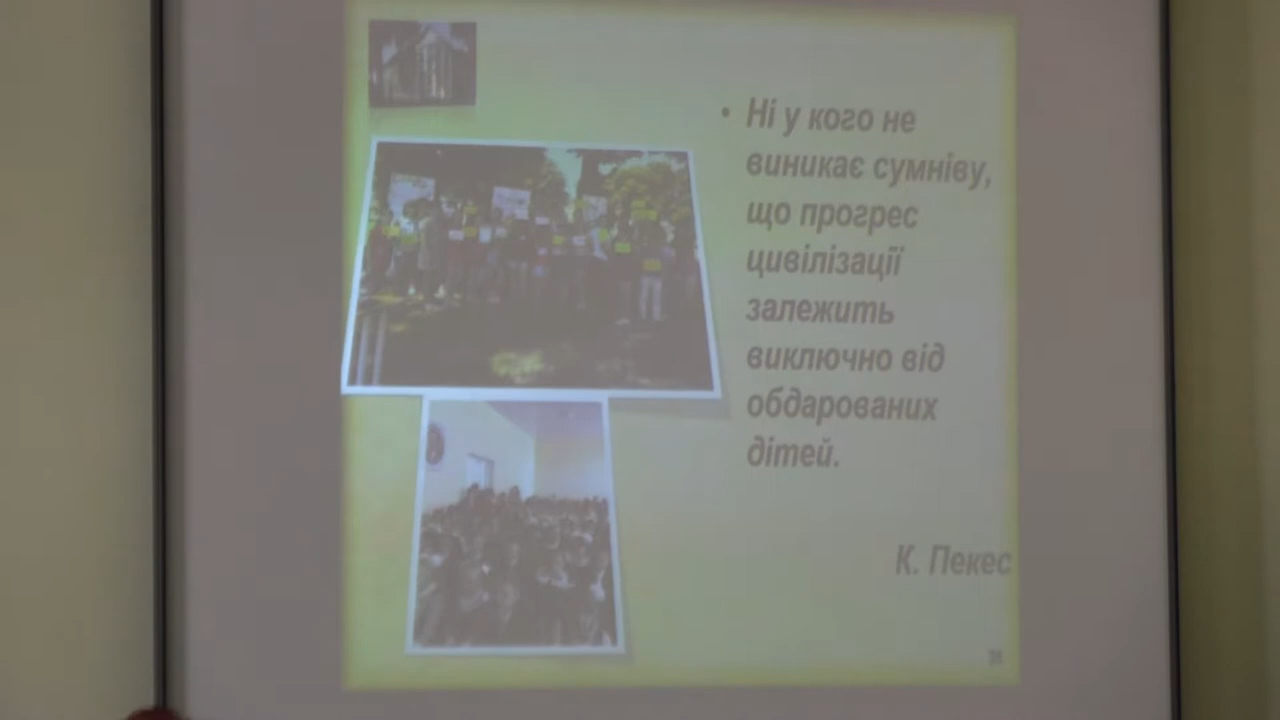 • Ні у кого не
виникає сумніву,
що прогрес
цивілізації
залежить
виключно від
обдарованих
дітей.
К. Пекес